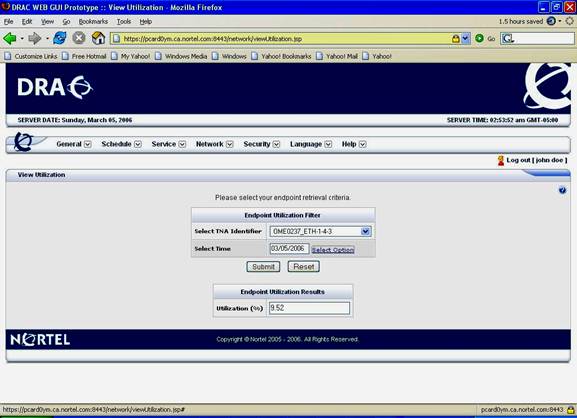 DRAC WEB GUI Prototype :: View Utilization - Mozilla Firefox
File Edit View Go Bookmarks Tools Help
1.5 hours saved
https://pcard0ym.ca.nortel.com:8443/network/viewUtilization.jsp
Go
Customize Links Free Hotmail My Yahoo! Windows Media Windows Yahoo! Bookmarks Yahoo! Mail Yahoo!
DRAC
SERVER DATE: Sunday, March 05, 2006 SERVER TIME: 02:53:52 am GMT-05:00
General Schedule Service Network Security Language Help
Log out [ john doe ]
View Utilization
Please select your endpoint retrieval criteria.
Endpoint Utilization Filter
Select TNA Identifier OME0237_ETH-1-4-3
Select Time 03/05/2006 Select Option
Submit Reset
Endpoint Utilization Results
Utilization (%) 9.52
NORTEL Copyright © Nortel 2005 - 2006. All Rights Reserved.
https://pcard0ym.ca.nortel.com:8443/network/viewUtilization.jsp# pcard0ym.ca.nortel.com:8443